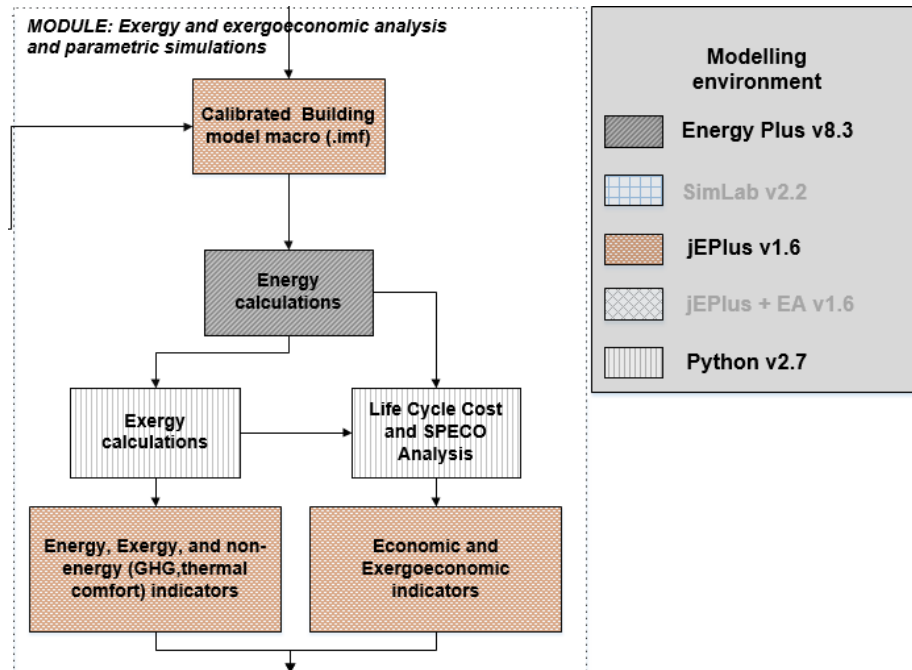 MODULE: Exergy and exergoeconomic analysis
and parametric simulations
Calibrated Building
model macro (.imf)
Energy
calculations
Exergy
calculations
Life Cycle Cost
and SPECO
Analysis
Energy, Exergy, and non-
energy (GHG,thermal
comfort) indicators
Economic and
Exergoeconomic
indicators
Modelling
environment
Energy Plus v8.3
SimLab v2.2
jEPlus v1.6
jEPlus + EA v1.6
Python v2.7